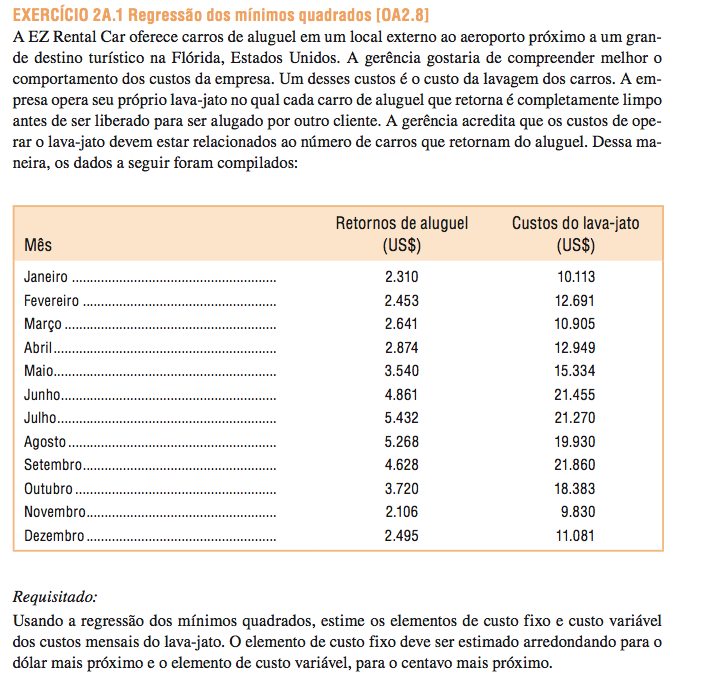 EXERCÍCIO 2A.1 Regressão dos mínimos quadrados [OA2.8]
A EZ Rental Car oferece carros de aluguel em um local externo ao aeroporto próximo a um gran-
de destino turístico na Flórida, Estados Unidos. A gerência gostaria de compreender melhor o
comportamento dos custos da empresa. Um desses custos é o custo da lavagem dos carros. A em-
presa opera seu próprio lava-jato no qual cada carro de aluguel que retorna é completamente limpo
antes de ser liberado para ser alugado por outro cliente. A gerência acredita que os custos de ope-
rar o lava-jato devem estar relacionados ao número de carros que retornam do aluguel. Dessa ma-
neira, os dados a seguir foram compilados:
Retornos de aluguel Custos do lava-jato
Mês (US$) (US$)
Janeiro .................................................... 2.310 10.113
Fevereiro .................................................. 2.453 12.691
Março ...................................................... 2.641 10.905
Abril......................................................... 2.874 12.949
Maio......................................................... 3.540 15.334
Junho....................................................... 4.861 21.455
Julho........................................................ 5.432 21.270
Agosto ..................................................... 5.268 19.930
Setembro.................................................. 4.628 21.860
Outubro .................................................... 3.720 18.383
Novembro................................................. 2.106 9.830
Dezembro ................................................. 2.495 11.081
Requisitado:
Usando a regressão dos mínimos quadrados, estime os elementos de custo fixo e custo variável
dos custos mensais do lava-jato. O elemento de custo fixo deve ser estimado arredondando para o
dólar mais próximo e o elemento de custo variável, para o centavo mais próximo.